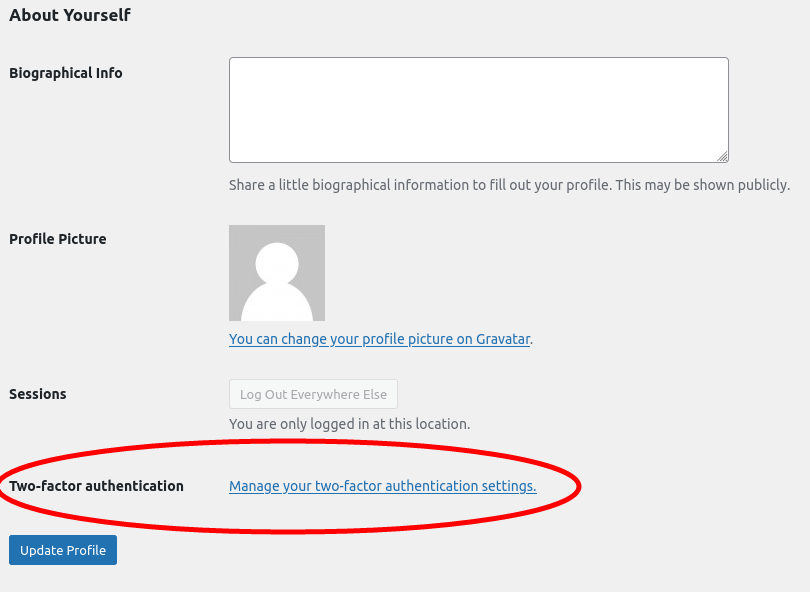 About Yourself
Biographical Info
Share a little biographical information to fill out your profile. This may be shown publicly.
Profile Picture
You can change your profile picture on Gravatar.
Sessions
Log Out Everywhere Else
You are only logged in at this location.
Two-factor authentication
Manage your two-factor authentication settings.
Update Profile